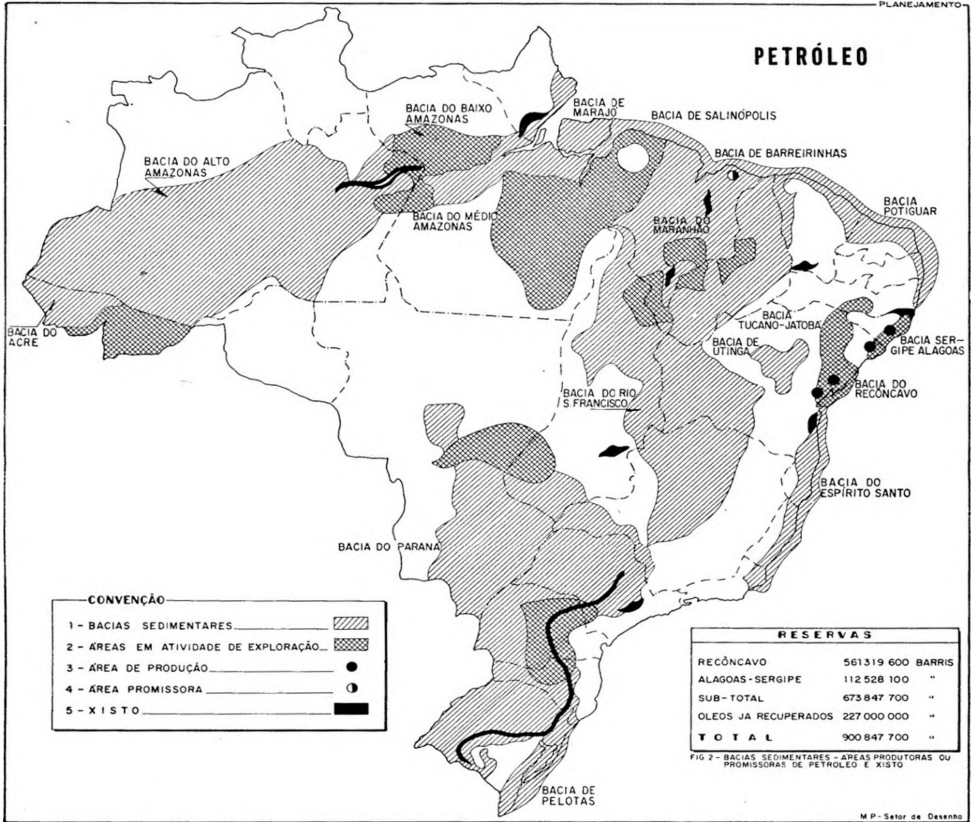 PLANEJAMENTO
PETRÓLEO
BACIA DO BAIXO
AMAZONAS
BACIA DE
MARAJÓ
BACIA DE SALINÓPOLIS
BACIA DE BARREIRINHAS
BACIA DO ALTO
AMAZONAS
BACIA
POTIGUAR
BACIA DO MÉDIO
AMAZONAS
BACIA DO
MARANHÃO
BACIA DO
ACRE
BACIA
TUCANO-JATOBÁ
BACIA DE
UTINGA
BACIA SER-
GIPE ALAGOAS
BACIA DO
RECÔNCAVO
BACIA DO RIO
S. FRANCISCO
BACIA DO
ESPÍRITO SANTO
BACIA DO PARANÁ
BACIA DE
PELOTAS
CONVENÇÃO
1 - BACIAS SEDIMENTARES
2 - ÁREAS EM ATIVIDADE DE EXPLORAÇÃO
3 - ÁREA DE PRODUÇÃO
4 - ÁREA PROMISSORA
5 - XISTO
RESERVAS
RECÔNCAVO 561 319 600 BARRIS
ALAGOAS - SERGIPE 112 528 100 "
SUB-TOTAL 673 847 700 "
OLEOS JA RECUPERADOS 227 000 000 "
TOTAL 900 847 700 "
FIG 2 - BACIAS SEDIMENTARES - AREAS PRODUTORAS OU
PROMISSORAS DE PETROLEO E XISTO
M P - Setor de Desenho